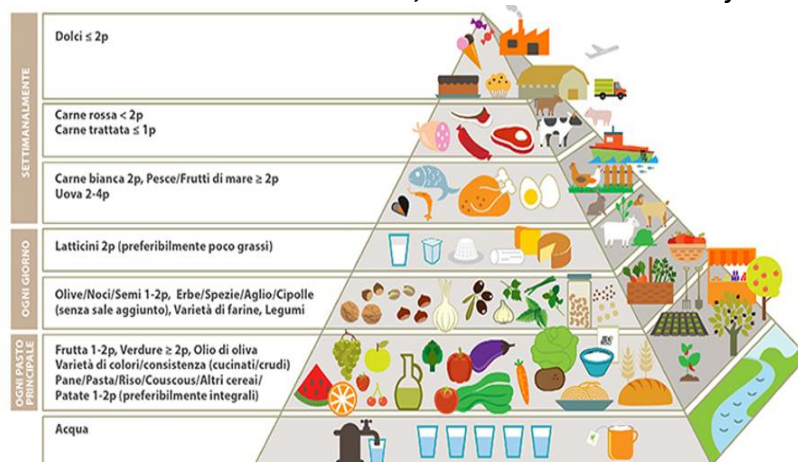 Dolci ≤ 2p
SETTIMANALMENTE
Carne rossa < 2p
Carne trattata ≤ 1p
Carne bianca 2p, Pesce/Frutti di mare ≥ 2p
Uova 2-4p
OGNI GIORNO
Latticini 2p (preferibilmente poco grassi)
Olive/Noci/Semi 1-2p, Erbe/Spezie/Aglio/Cipolle
(senza sale aggiunto), Varietà di farine, Legumi
OGNI PASTO
PRINCIPALE
Frutta 1-2p, Verdure ≥ 2p, Olio di oliva
Varietà di colori/consistenza (cucinati/crudi)
Pane/Pasta/Riso/Couscous/Altri cereai/
Patate 1-2p (preferibilmente integrali)
Acqua